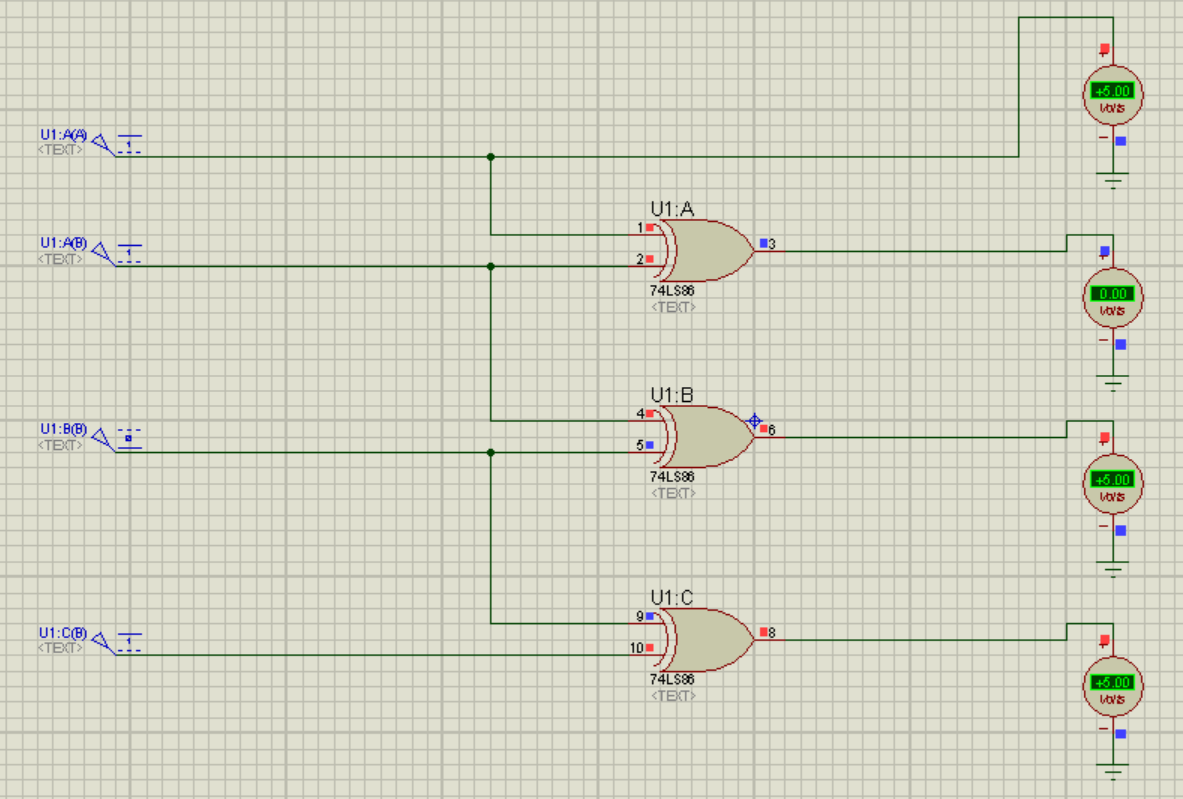 +5.00
Volts
U1:A(A)
<TEXT>
1
U1:A
U1:A(B)
<TEXT>
1
1
2
3
74LS86
<TEXT>
0.00
Volts
U1:B
U1:B(B)
<TEXT>
0
4
5
6
74LS86
<TEXT>
+5.00
Volts
U1:C
U1:C(B)
<TEXT>
1
9
10
8
74LS86
<TEXT>
+5.00
Volts